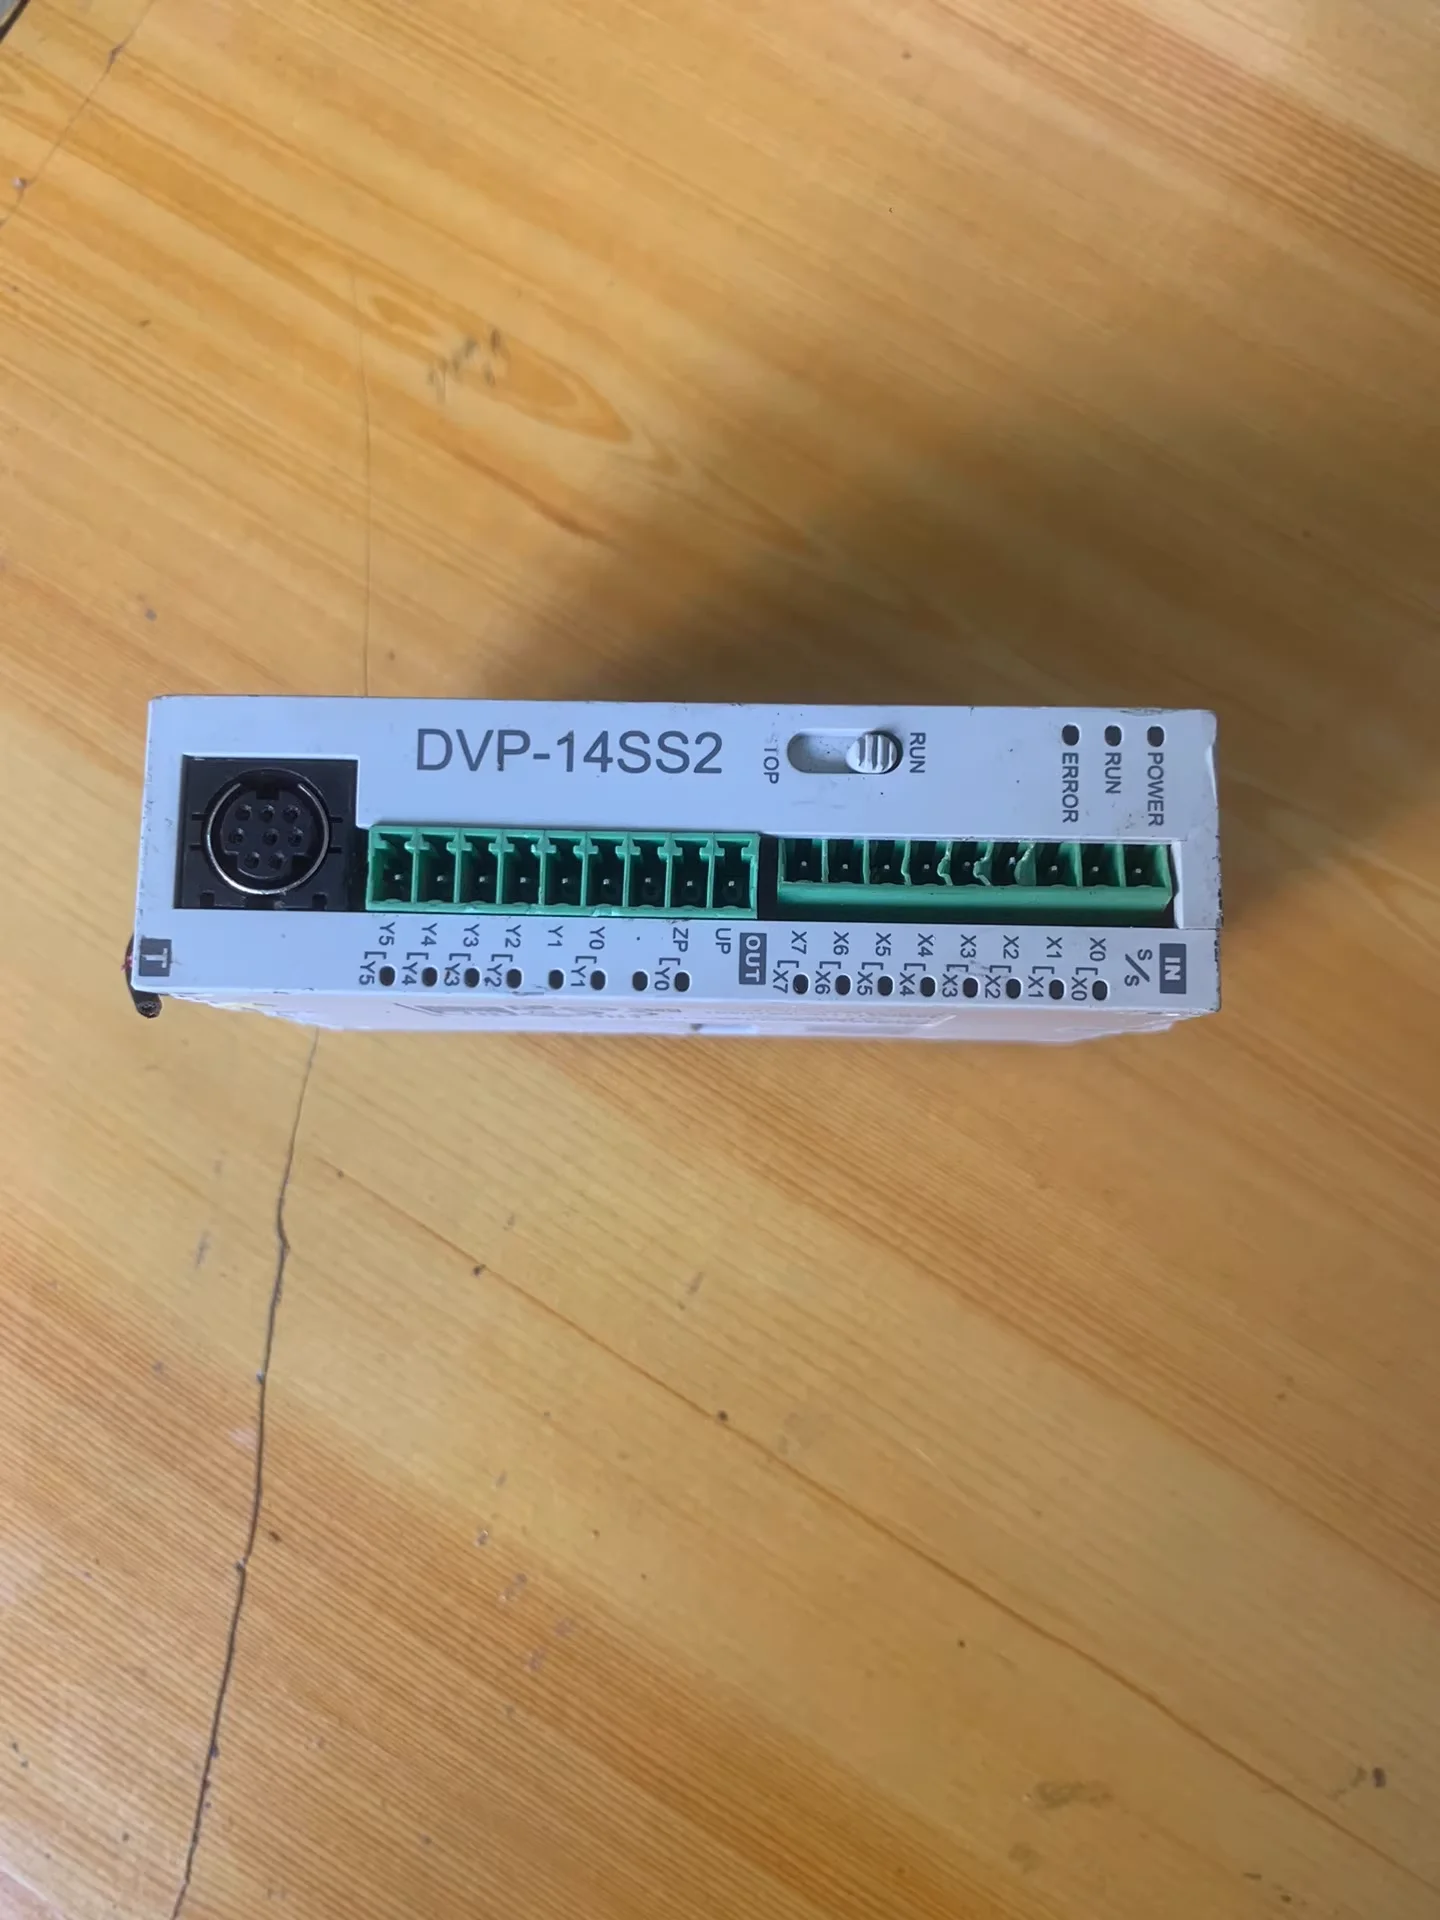 DVP-14SS2
STOP
RUN
ERROR
RUN
POWER
Y5
Y4
Y3
Y2
Y1
Y0
.
ZP
UP
OUT
X7
X6
X5
X4
X3
X2
X1
X0
S/S
IN
T
Y5
Y4
Y3
Y2
Y1
Y0
X7
X6
X5
X4
X3
X2
X1
X0